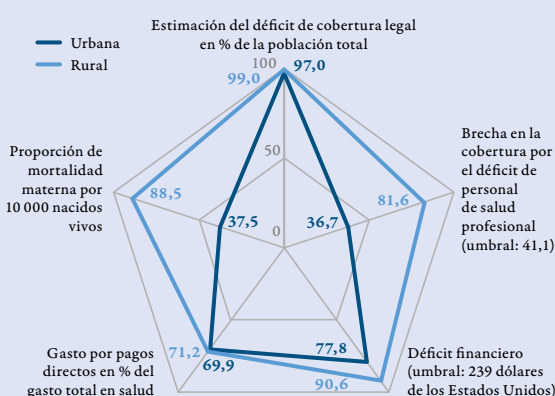 Estimación del déficit de cobertura legal
en % de la población total
Urbana
Rural
100
97,0
99,0
50
0
Brecha en la
cobertura por
el déficit de
personal
de salud
profesional
(umbral: 41,1)
81,6
36,7
Proporción de
mortalidad
materna por
10 000 nacidos
vivos
88,5
37,5
Gasto por pagos
directos en % del
gasto total en salud
71,2
69,9
77,8
90,6
Déficit financiero
(umbral: 239 dólares
de los Estados Unidos)